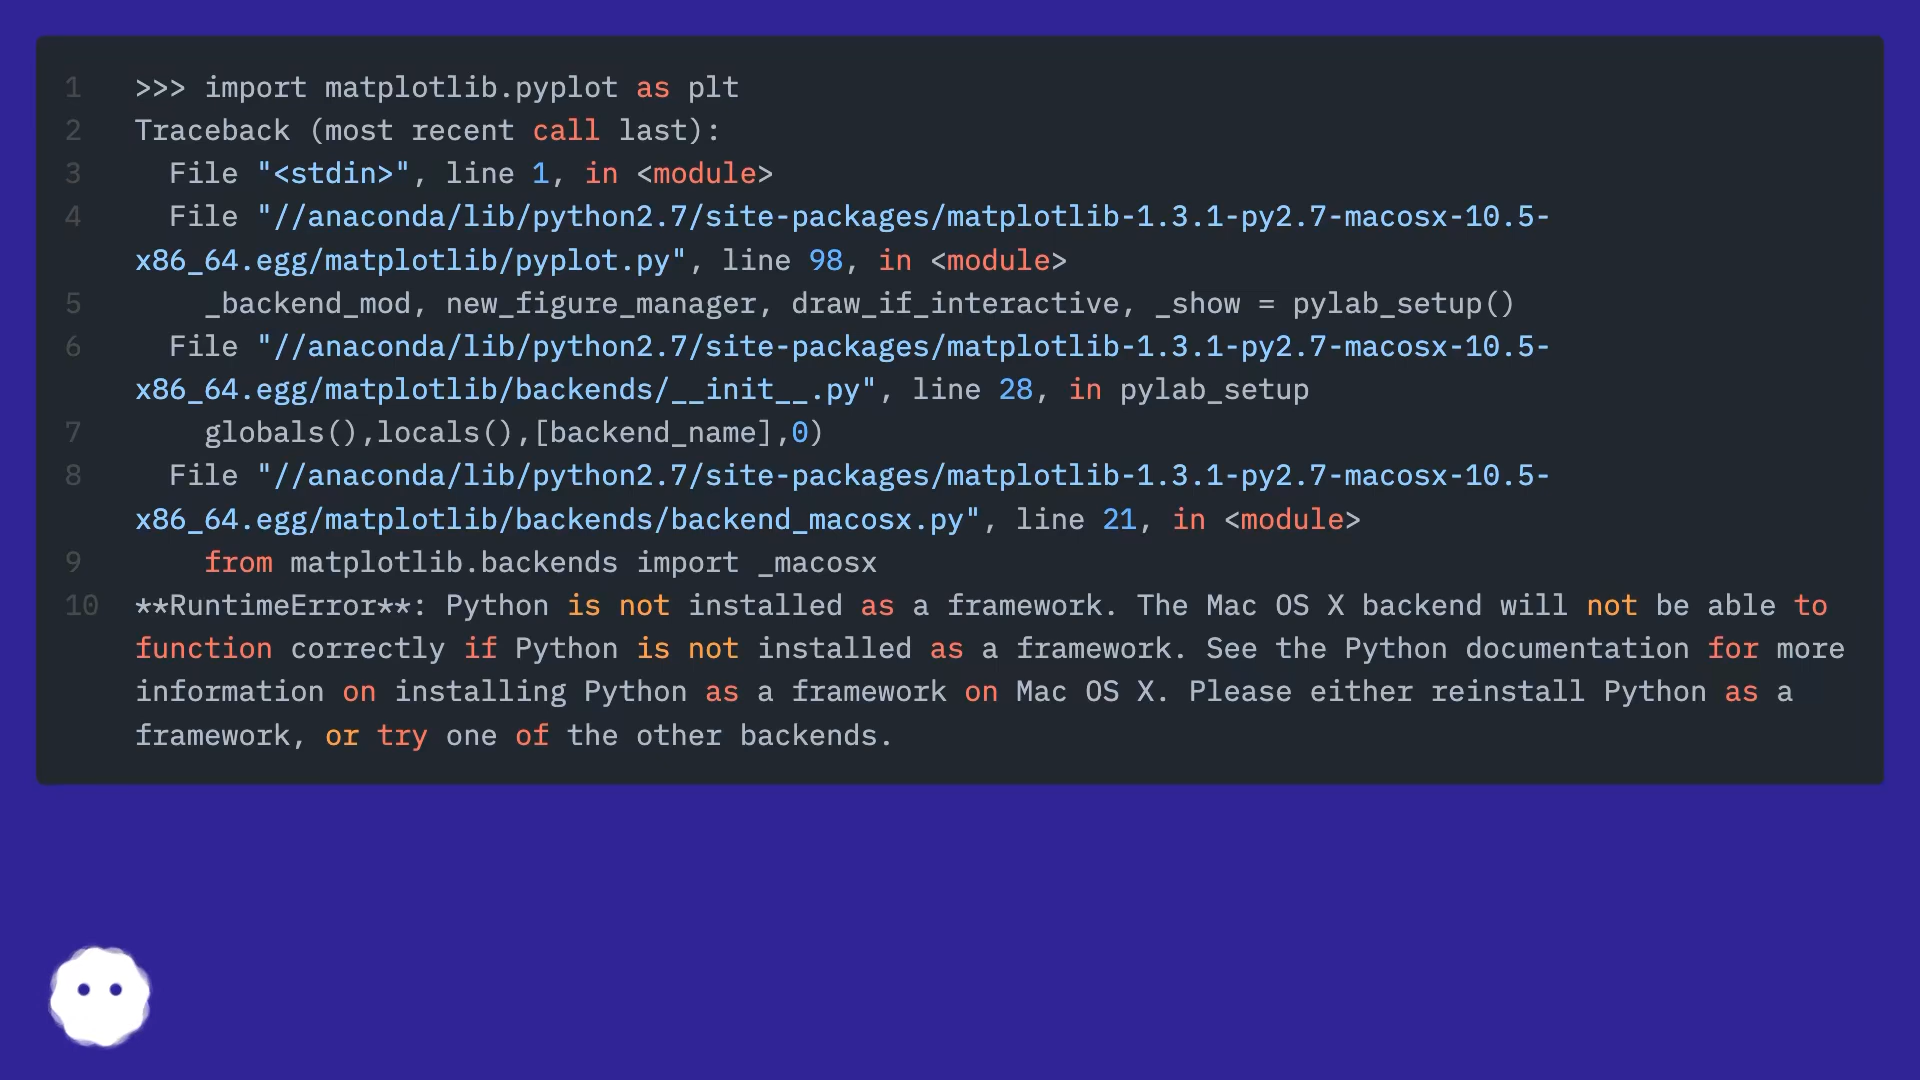 1 >>> import matplotlib.pyplot as plt
2 Traceback (most recent call last):
3 File "<stdin>", line 1, in <module>
4 File "//anaconda/lib/python2.7/site-packages/matplotlib-1.3.1-py2.7-macosx-10.5-
x86_64.egg/matplotlib/pyplot.py", line 98, in <module>
5 _backend_mod, new_figure_manager, draw_if_interactive, _show = pylab_setup()
6 File "//anaconda/lib/python2.7/site-packages/matplotlib-1.3.1-py2.7-macosx-10.5-
x86_64.egg/matplotlib/backends/__init__.py", line 28, in pylab_setup
7 globals(),locals(),[backend_name],0)
8 File "//anaconda/lib/python2.7/site-packages/matplotlib-1.3.1-py2.7-macosx-10.5-
x86_64.egg/matplotlib/backends/backend_macosx.py", line 21, in <module>
9 from matplotlib.backends import _macosx
10 **RuntimeError**: Python is not installed as a framework. The Mac OS X backend will not be able to
function correctly if Python is not installed as a framework. See the Python documentation for more
information on installing Python as a framework on Mac OS X. Please either reinstall Python as a
framework, or try one of the other backends.